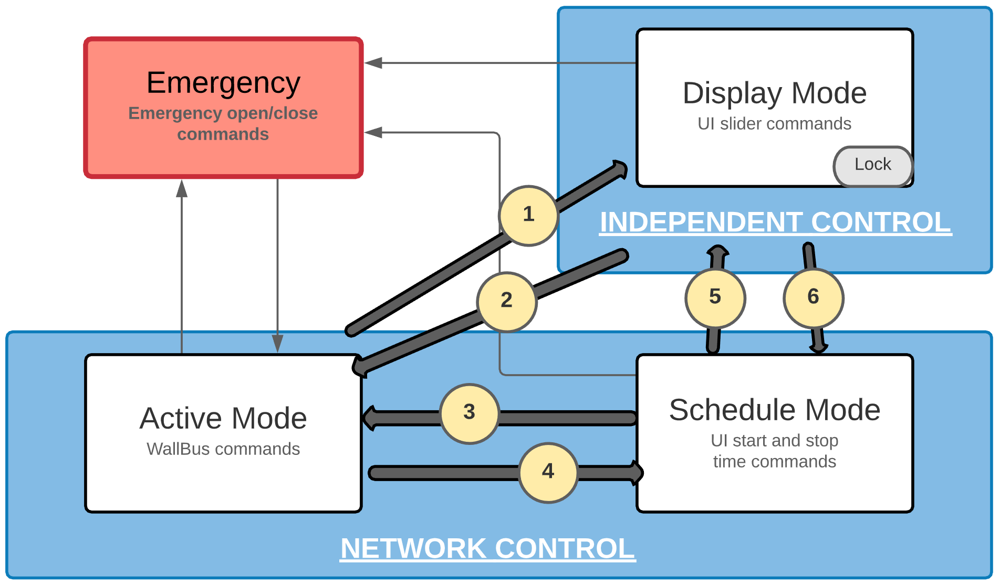 Emergency
Emergency open/close
commands
Display Mode
UI slider commands
Lock
INDEPENDENT CONTROL
1
2
5
6
Active Mode
WallBus commands
3
4
Schedule Mode
UI start and stop
time commands
NETWORK CONTROL